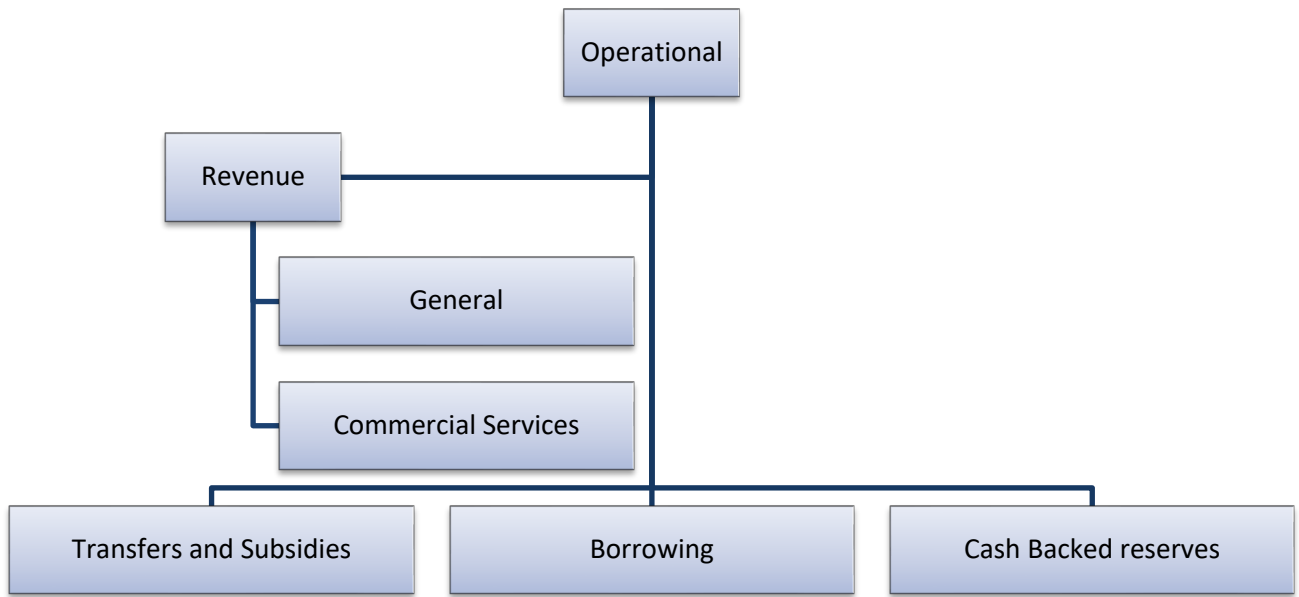 Operational
Revenue
General
Commercial Services
Transfers and Subsidies
Borrowing
Cash Backed reserves